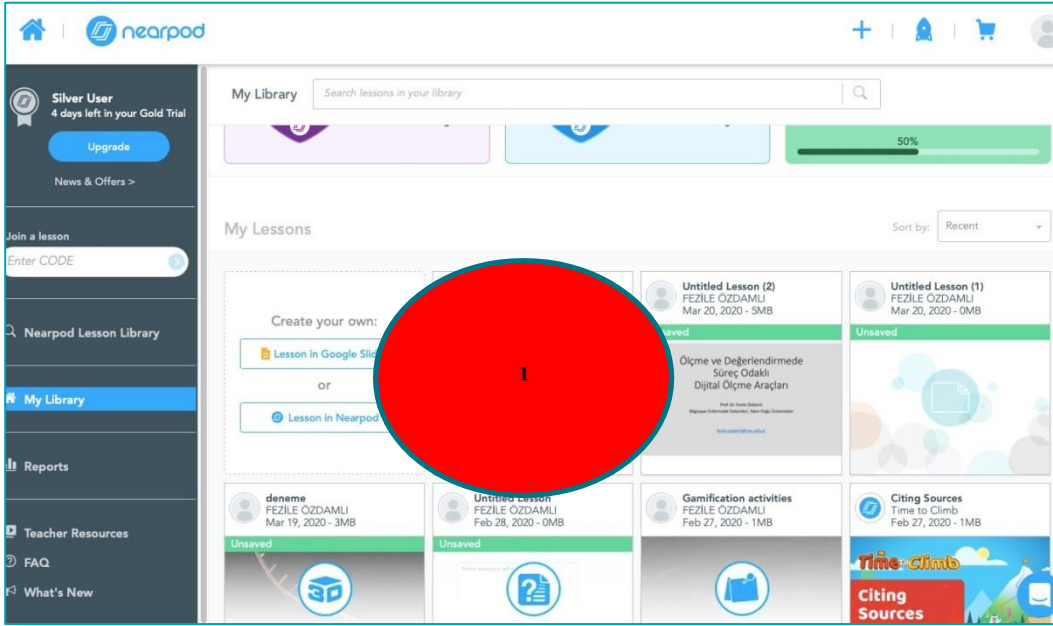 nearpod
Silver User
4 days left in your Gold Trial
Upgrade
News & Offers >
Join a lesson
Enter CODE
Nearpod Lesson Library
My Library
Reports
Teacher Resources
FAQ
What's New
My Library
Search lessons in your library
50%
My Lessons
Sort by:
Recent
Create your own:
Lesson in Google
or
Lesson in Nearpod
1
Untitled Lesson (2)
FEZİLE ÖZDAMLI
Mar 20, 2020 - 5MB
Ölçme ve Değerlendirmede
Süreç Odaklı
Dijital Ölçme Araçları
Untitled Lesson (1)
FEZİLE ÖZDAMLI
Mar 20, 2020 - 0MB
Unsaved
deneme
FEZİLE ÖZDAMLI
Mar 19, 2020 - 3MB
Unsaved
3D
Untitled Lesson
FEZİLE ÖZDAMLI
Feb 28, 2020 - 0MB
Unsaved
?
Gamification activities
FEZİLE ÖZDAMLI
Feb 27, 2020 - 1MB
Citing Sources
Time to Climb
Feb 27, 2020 - 1MB
Time to Climb
Citing
Sources